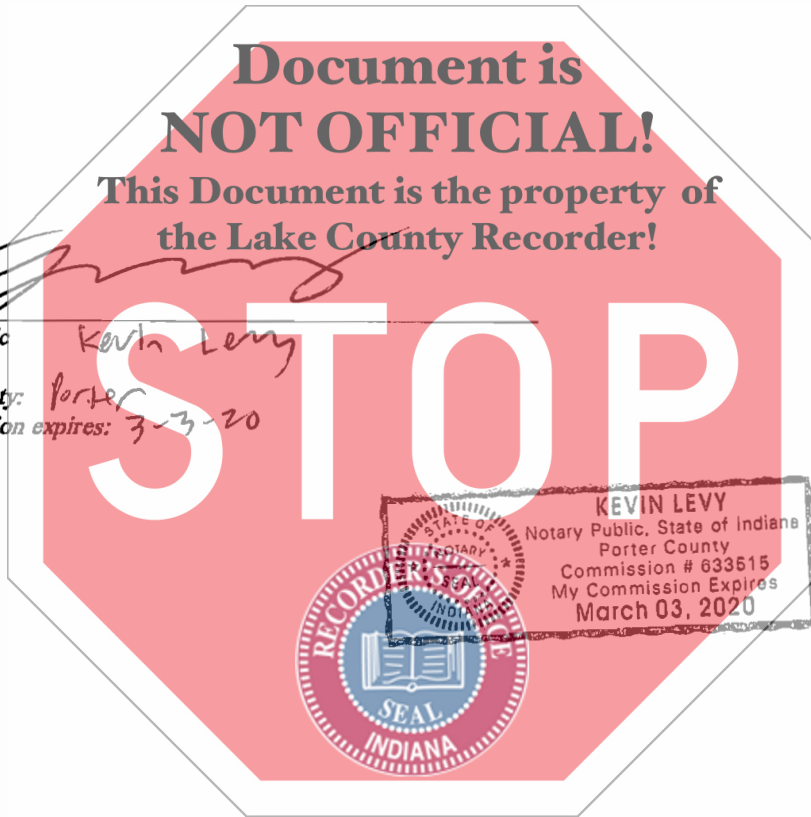 Document is
NOT OFFICIAL!
This Document is the property of
the Lake County Recorder!
Kevin Levy
ty: Porter
on expires: 3-3-20
STOP
KEVIN LEVY
Notary Public, State of Indiana
Porter County
Commission # 633515
My Commission Expires
March 03, 2020
STATE OF
NOTARY
SEAL
INDIANA
RECORDER'S OFFICE
SEAL
INDIANA